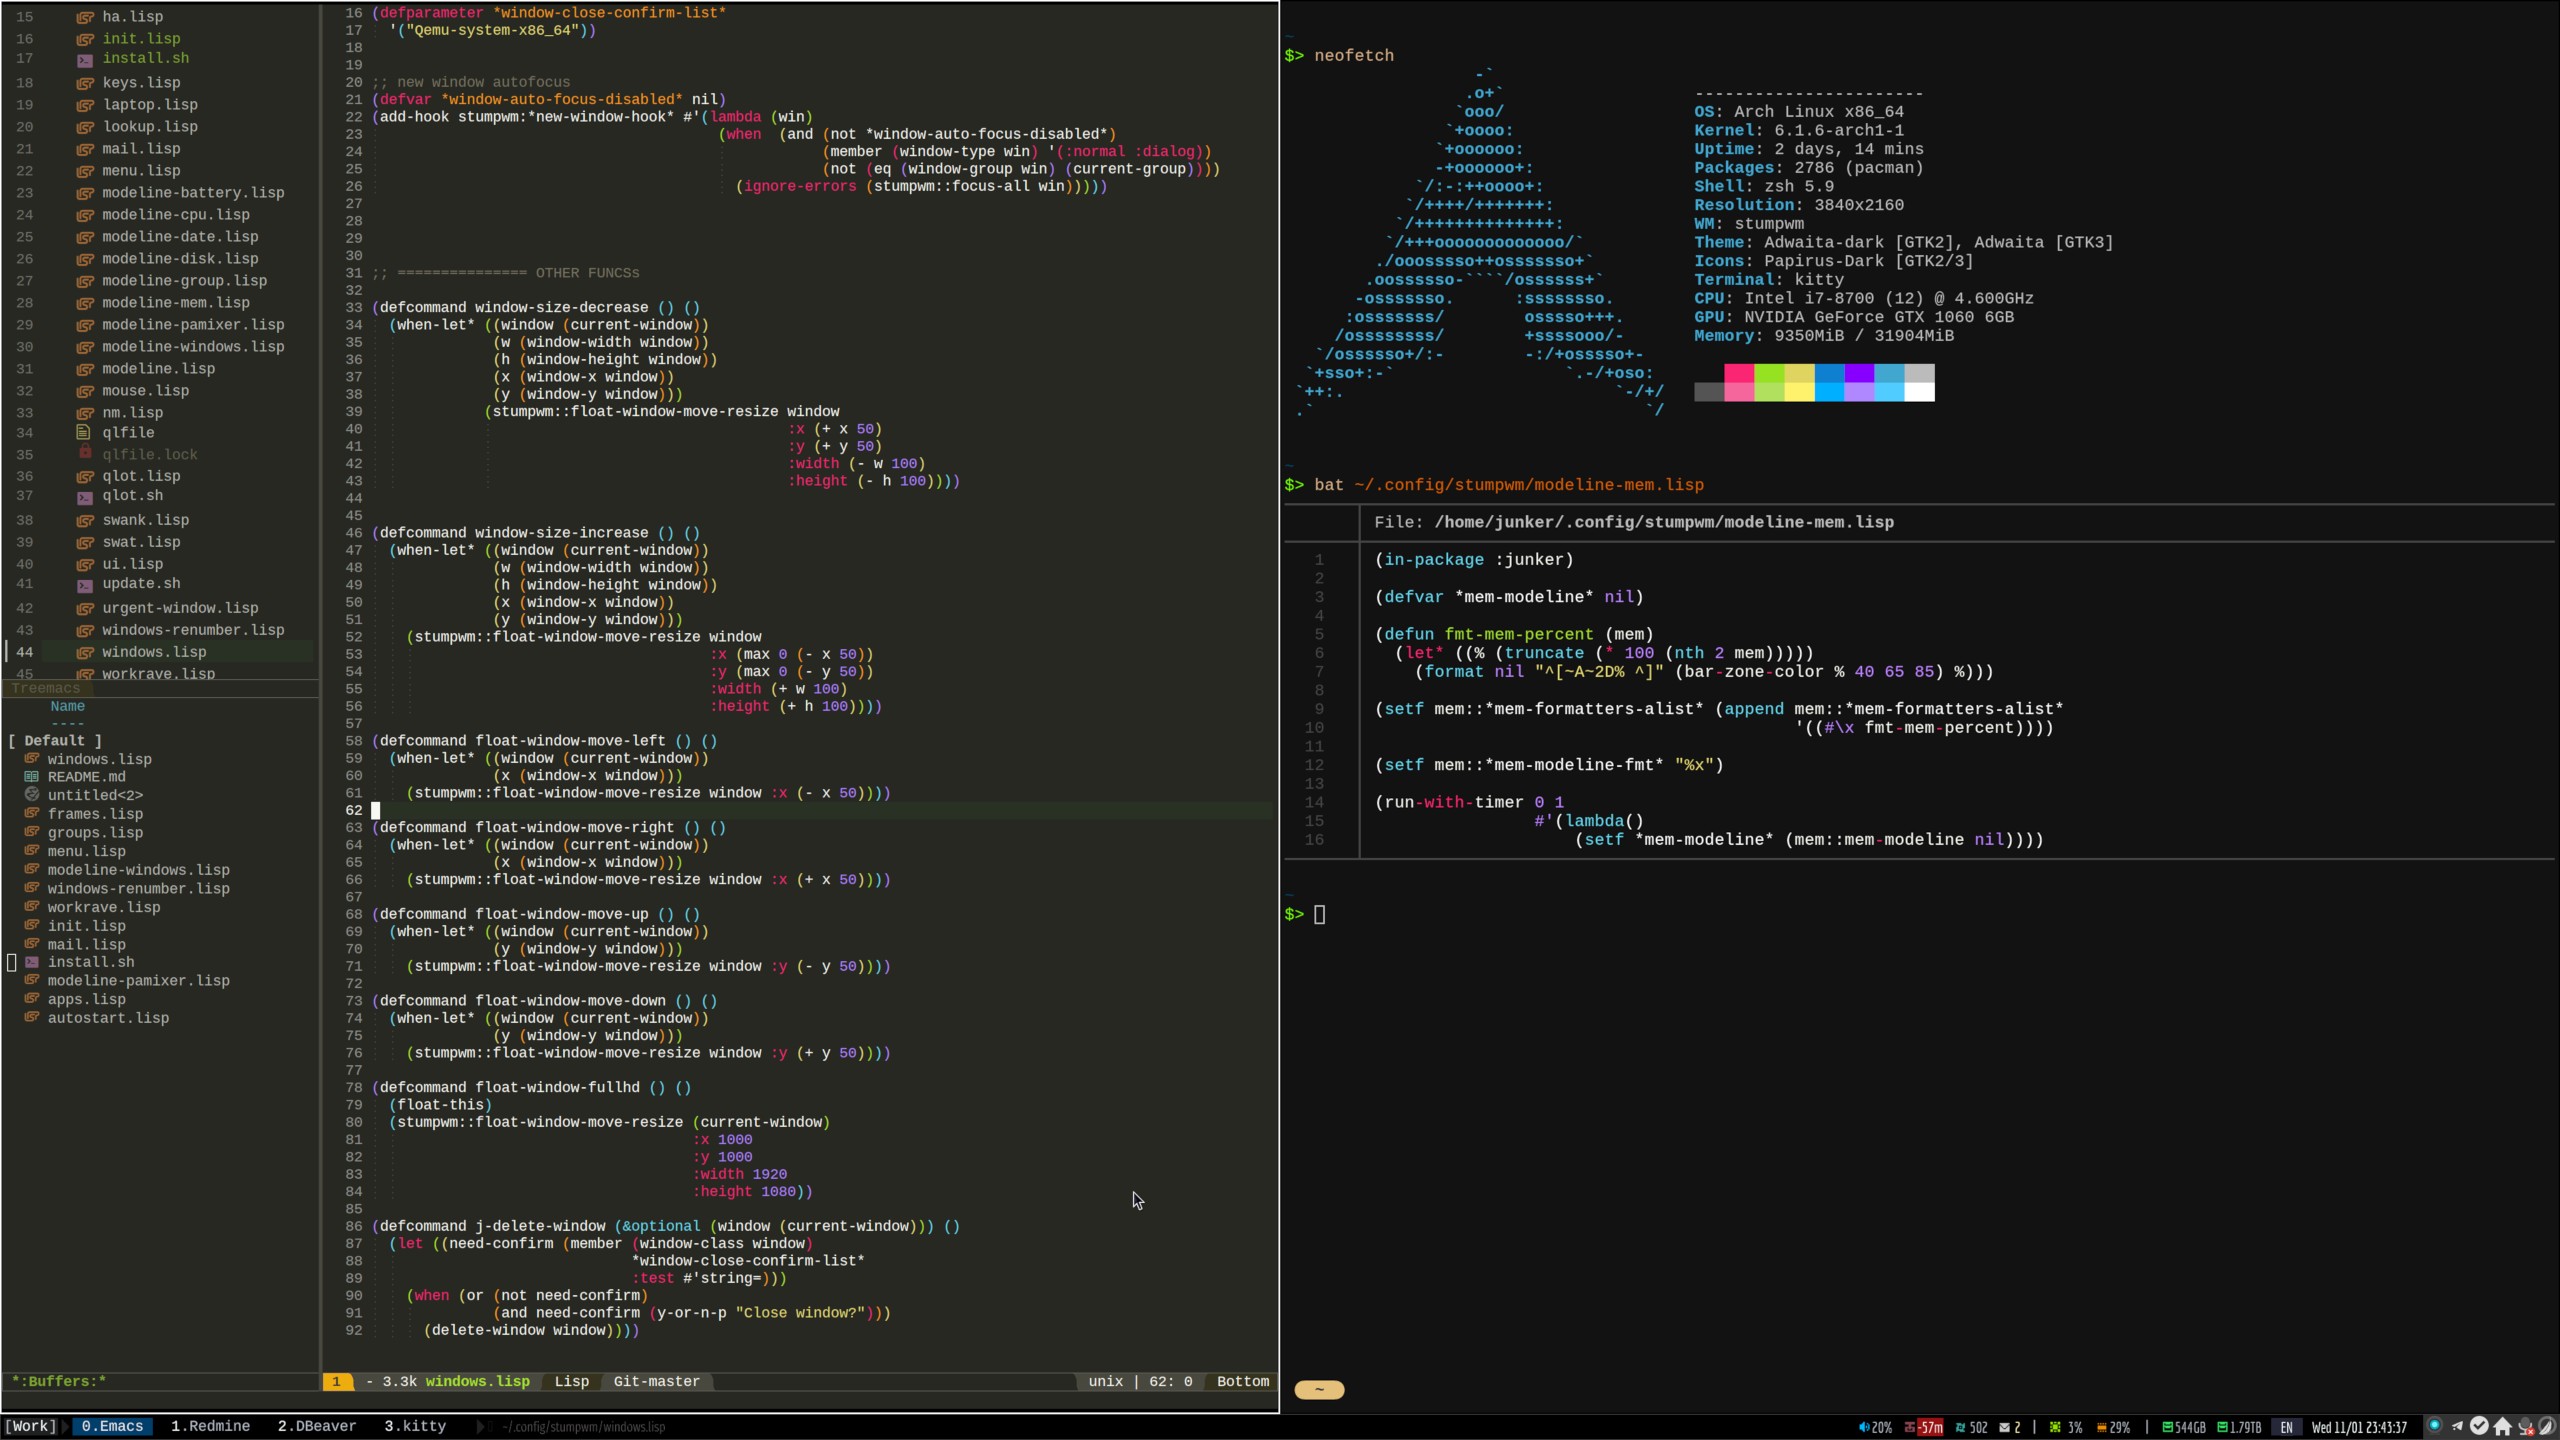 15 ha.lisp
16 init.lisp
17 install.sh
18 keys.lisp
19 laptop.lisp
20 lookup.lisp
21 mail.lisp
22 menu.lisp
23 modeline-battery.lisp
24 modeline-cpu.lisp
25 modeline-date.lisp
26 modeline-disk.lisp
27 modeline-group.lisp
28 modeline-mem.lisp
29 modeline-pamixer.lisp
30 modeline-windows.lisp
31 modeline.lisp
32 mouse.lisp
33 nm.lisp
34 qlfile
35 qlfile.lock
36 qlot.lisp
37 qlot.sh
38 swank.lisp
39 swat.lisp
40 ui.lisp
41 update.sh
42 urgent-window.lisp
43 windows-renumber.lisp
44 windows.lisp
45 workrave.lisp
Treemacs
Name
----
[ Default ]
windows.lisp
README.md
untitled<2>
frames.lisp
groups.lisp
menu.lisp
modeline-windows.lisp
windows-renumber.lisp
workrave.lisp
init.lisp
mail.lisp
install.sh
modeline-pamixer.lisp
apps.lisp
autostart.lisp
*:Buffers:*
16 (defparameter *window-close-confirm-list*
17   '("Qemu-system-x86_64"))
18
19
20 ;; new window autofocus
21 (defvar *window-auto-focus-disabled* nil)
22 (add-hook stumpwm:*new-window-hook* #'(lambda (win)
23                                         (when  (and (not *window-auto-focus-disabled*)
24                                                     (member (window-type win) '(:normal :dialog))
25                                                     (not (eq (window-group win) (current-group))))
26                                           (ignore-errors (stumpwm::focus-all win)))))
27
28
29
30
31 ;; =============== OTHER FUNCSs
32
33 (defcommand window-size-decrease () ()
34   (when-let* ((window (current-window))
35               (w (window-width window))
36               (h (window-height window))
37               (x (window-x window))
38               (y (window-y window)))
39              (stumpwm::float-window-move-resize window
40                                                 :x (+ x 50)
41                                                 :y (+ y 50)
42                                                 :width (- w 100)
43                                                 :height (- h 100))))
44
45
46 (defcommand window-size-increase () ()
47   (when-let* ((window (current-window))
48               (w (window-width window))
49               (h (window-height window))
50               (x (window-x window))
51               (y (window-y window)))
52     (stumpwm::float-window-move-resize window
53                                        :x (max 0 (- x 50))
54                                        :y (max 0 (- y 50))
55                                        :width (+ w 100)
56                                        :height (+ h 100))))
57
58 (defcommand float-window-move-left () ()
59   (when-let* ((window (current-window))
60               (x (window-x window)))
61     (stumpwm::float-window-move-resize window :x (- x 50))))
62
63 (defcommand float-window-move-right () ()
64   (when-let* ((window (current-window))
65               (x (window-x window)))
66     (stumpwm::float-window-move-resize window :x (+ x 50))))
67
68 (defcommand float-window-move-up () ()
69   (when-let* ((window (current-window))
70               (y (window-y window)))
71     (stumpwm::float-window-move-resize window :y (- y 50))))
72
73 (defcommand float-window-move-down () ()
74   (when-let* ((window (current-window))
75               (y (window-y window)))
76     (stumpwm::float-window-move-resize window :y (+ y 50))))
77
78 (defcommand float-window-fullhd () ()
79   (float-this)
80   (stumpwm::float-window-move-resize (current-window)
81                                      :x 1000
82                                      :y 1000
83                                      :width 1920
84                                      :height 1080))
85
86 (defcommand j-delete-window (&optional (window (current-window))) ()
87   (let ((need-confirm (member (window-class window)
88                               *window-close-confirm-list*
89                               :test #'string=)))
90     (when (or (not need-confirm)
91               (and need-confirm (y-or-n-p "Close window?")))
92       (delete-window window))))
1 - 3.3k windows.lisp Lisp Git-master unix | 62: 0 Bottom
~
$> neofetch
-`
.o+`
`ooo/
`+oooo:
`+oooooo:
-+oooooo+:
`/:-:++oooo+:
`/++++/+++++++:
`/++++++++++++++:
`/+++ooooooooooooo/`
./ooosssso++osssssso+`
.oossssso-````/ossssss+`
-osssssso.      :ssssssso.
:osssssss/        osssso+++.
/ossssssss/        +ssssooo/-
`/ossssso+/:-        -:/+osssso+-
`+sso+:-`                 `.-/+oso:
`++:.                           `-/+/
.`                                 `/
-----------------------
OS: Arch Linux x86_64
Kernel: 6.1.6-arch1-1
Uptime: 2 days, 14 mins
Packages: 2786 (pacman)
Shell: zsh 5.9
Resolution: 3840x2160
WM: stumpwm
Theme: Adwaita-dark [GTK2], Adwaita [GTK3]
Icons: Papirus-Dark [GTK2/3]
Terminal: kitty
CPU: Intel i7-8700 (12) @ 4.600GHz
GPU: NVIDIA GeForce GTX 1060 6GB
Memory: 9350MiB / 31904MiB
~
$> bat ~/.config/stumpwm/modeline-mem.lisp
File: /home/junker/.config/stumpwm/modeline-mem.lisp
1 (in-package :junker)
2
3 (defvar *mem-modeline* nil)
4
5 (defun fmt-mem-percent (mem)
6   (let* ((% (truncate (* 100 (nth 2 mem)))))
7     (format nil "^[~A~2D% ^]" (bar-zone-color % 40 65 85) %)))
8
9 (setf mem::*mem-formatters-alist* (append mem::*mem-formatters-alist*
10                                           '((#\x fmt-mem-percent))))
11
12 (setf mem::*mem-modeline-fmt* "%x")
13
14 (run-with-timer 0 1
15                 #'(lambda()
16                     (setf *mem-modeline* (mem::mem-modeline nil))))
~
$>
~
[Work] 0.Emacs 1.Redmine 2.DBeaver 3.kitty ~/.config/stumpwm/windows.lisp 20% -57m 502 2 | 3% 29% | 544GB 1.79TB EN Wed 11/01 23:43:37